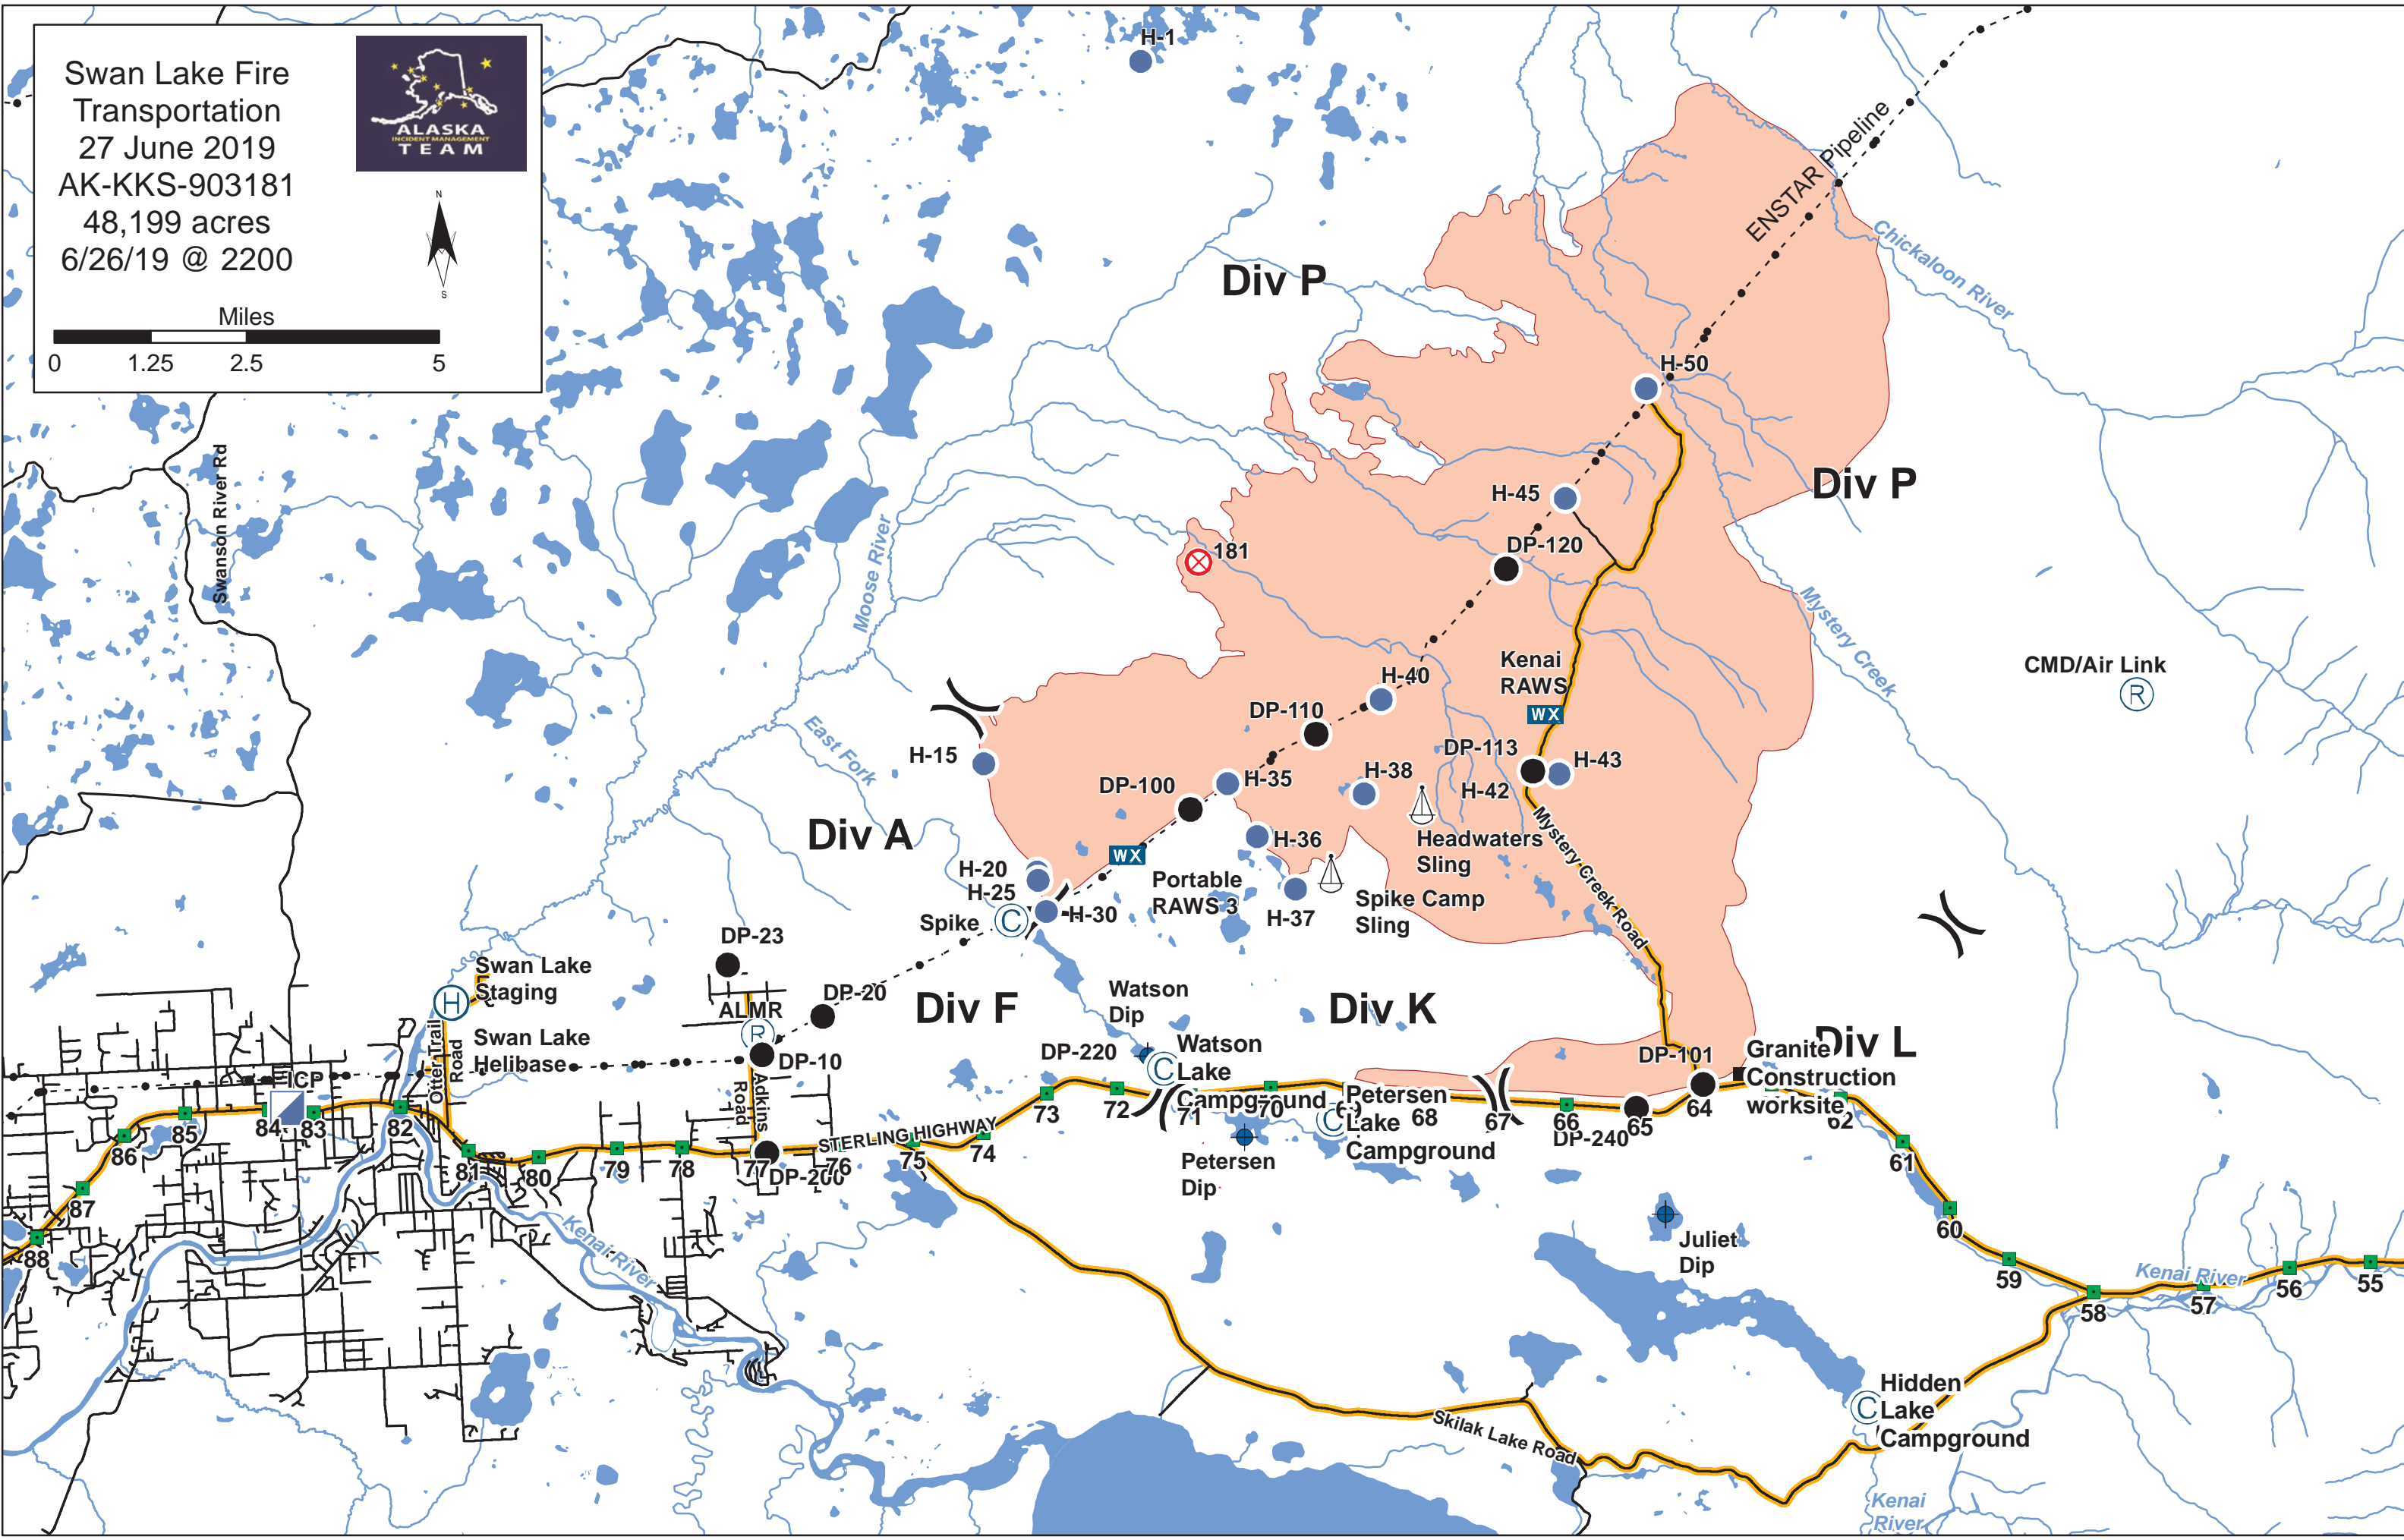 Swan Lake Fire
Transportation
27 June 2019
AK-KKS-903181
48,199 acres
6/26/19 @ 2200
ALASKA
INCIDENT MANAGEMENT
TEAM
N
S
Miles
0 1.25 2.5 5
H-1
ENSTAR Pipeline
Chickaloon River
Div P
H-50
Swanson River Rd
Div P
H-45
DP-120
181
Moose River
Mystery Creek
Kenai
RAWS
WX
CMD/Air Link
R
H-40
DP-110
East Fork
H-15
DP-113
H-43
H-42
H-35
H-38
DP-100
Mystery Creek Road
Div A
H-36
Headwaters
Sling
WX
H-20
H-25
Portable
RAWS 3
H-37
Spike Camp
Sling
Spike
C
H-30
DP-23
Swan Lake
Staging
H
DP-20
ALMR
R
Div F
Watson
Dip
Div K
Swan Lake
Helibase
Otter Trail
Road
DP-10
Adkins
Road
DP-220
C
Watson
Lake
Campground
DP-101
Div L
Granite
Construction
worksite
ICP
C
Petersen
Lake
Campground
DP-240
STERLING HIGHWAY
DP-200
Petersen
Dip
88
87
86
85
84
83
82
81
80
79
78
77
76
75
74
73
72
71
70
69
68
67
66
65
64
62
61
60
59
58
57
56
55
Kenai River
Juliet
Dip
Kenai River
Skilak Lake Road
C
Hidden
Lake
Campground
Kenai
River